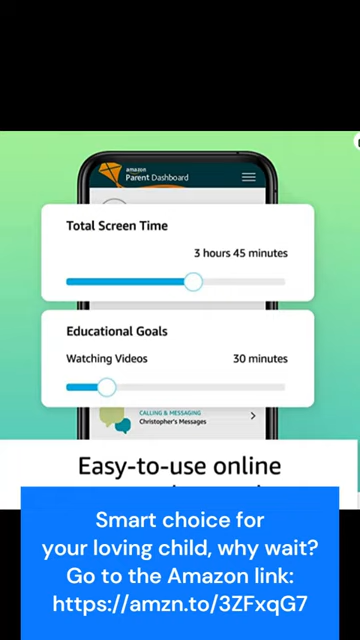 amazon
Parent Dashboard
Total Screen Time
3 hours 45 minutes
Educational Goals
Watching Videos 30 minutes
CALLING & MESSAGING
Christopher's Messages
Easy-to-use online
Smart choice for
your loving child, why wait?
Go to the Amazon link:
https://amzn.to/3ZFxqG7